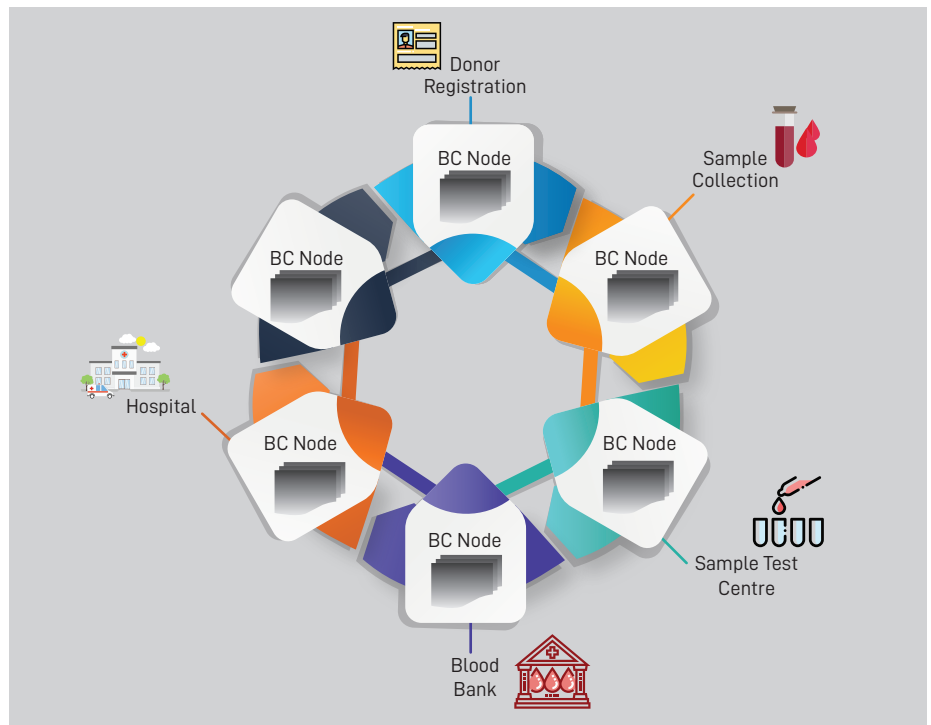 Donor
Registration
BC Node
Sample
Collection
BC Node
BC Node
Hospital
BC Node
BC Node
Sample Test
Centre
BC Node
Blood
Bank